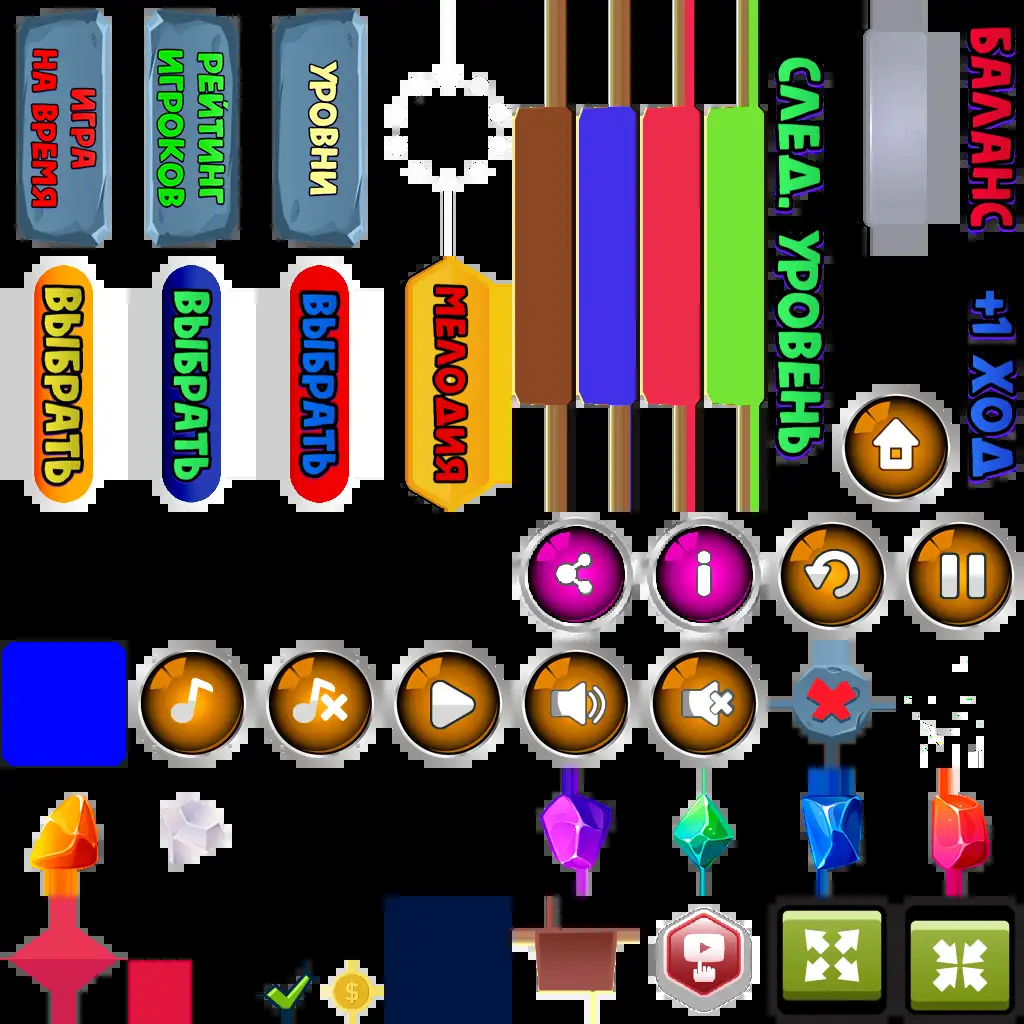 ИГРА
НА ВРЕМЯ
РЕЙТИНГ
ИГРОКОВ
УРОВНИ
СЛЕД. УРОВЕНЬ
БАЛАНС
ВЫБРАТЬ
ВЫБРАТЬ
ВЫБРАТЬ
МЕЛОДИЯ
+1 ХОД
$